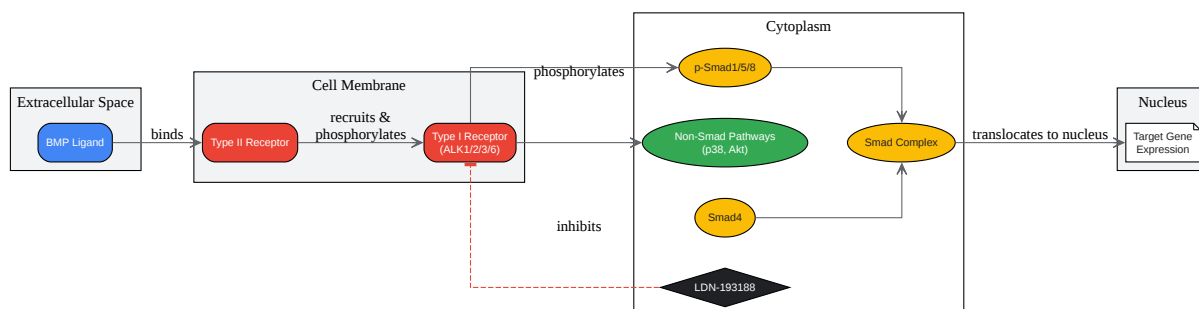 Extracellular Space
BMP Ligand
binds
Cell Membrane
Type II Receptor
recruits &
phosphorylates
Type I Receptor
(ALK1/2/3/6)
phosphorylates
inhibits
Cytoplasm
p-Smad1/5/8
Non-Smad Pathways
(p38, Akt)
Smad4
LDN-193188
Smad Complex
translocates to nucleus
Nucleus
Target Gene
Expression